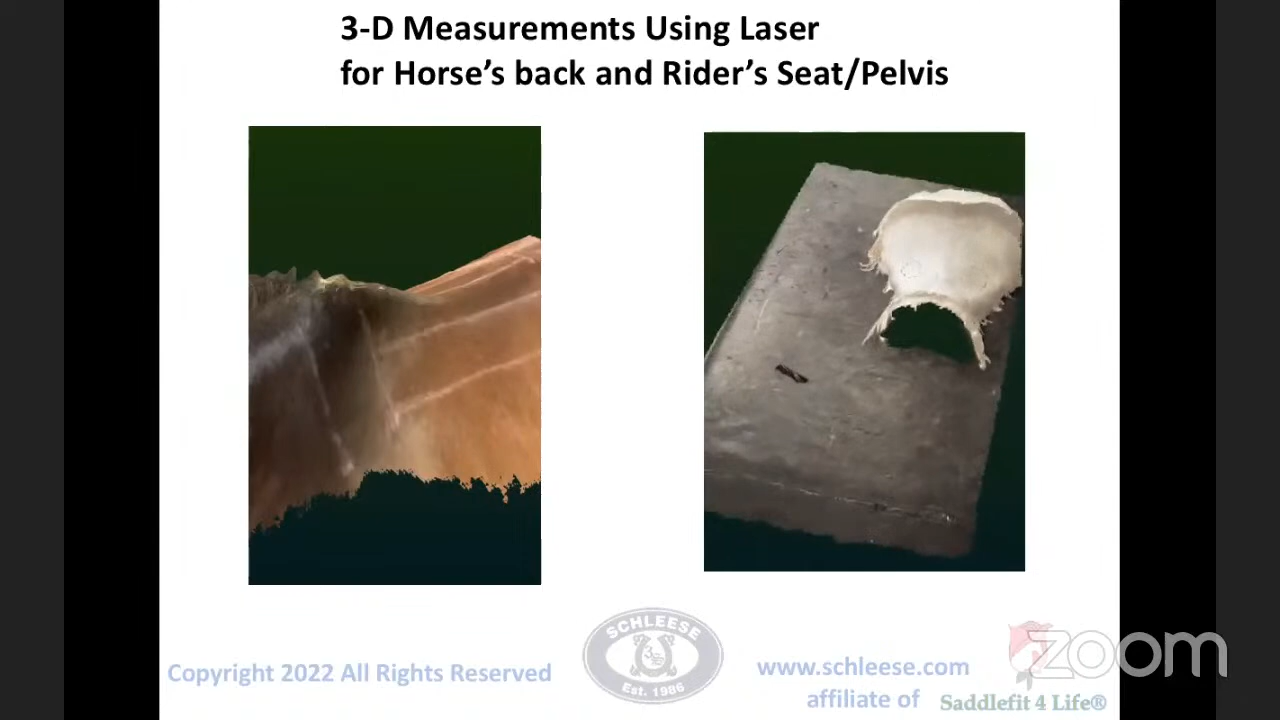 3-D Measurements Using Laser
for Horse's back and Rider's Seat/Pelvis
SCHLEESE
Est. 1986
Copyright 2022 All Rights Reserved
www.schleese.com
affiliate of Saddlefit 4 Life®
zoom